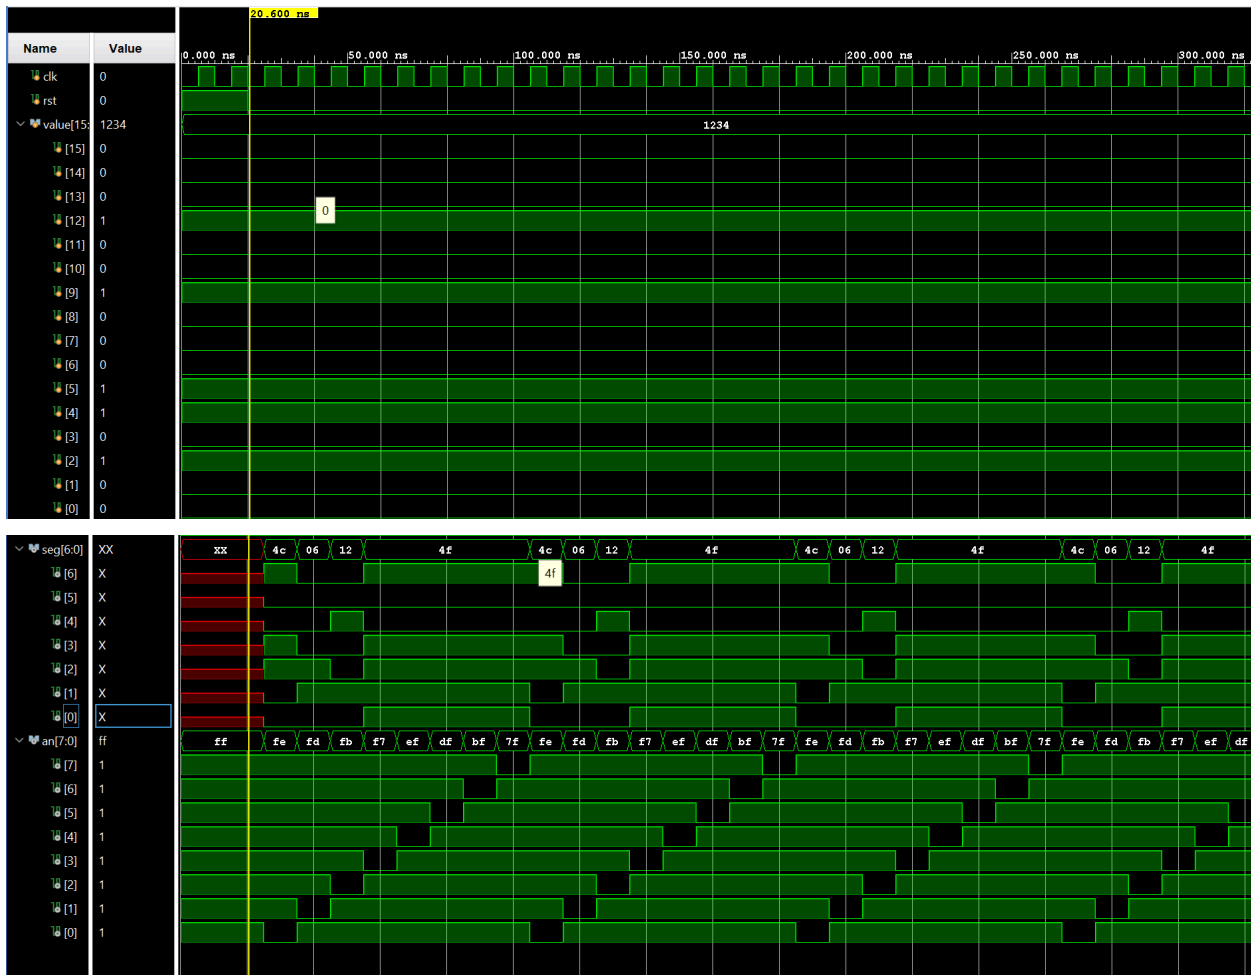 20.600 ns
Name Value
0.000 ns 50.000 ns 100.000 ns 150.000 ns 200.000 ns 250.000 ns 300.000 ns
clk 0
rst 0
value[15: 1234 1234
[15] 0
[14] 0
[13] 0
0
[12] 1
[11] 0
[10] 0
[9] 1
[8] 0
[7] 0
[6] 0
[5] 1
[4] 1
[3] 0
[2] 1
[1] 0
[0] 0
seg[6:0] XX XX 4c 06 12 4f 4c 06 12 4f 4c 06 12 4f 4c 06 12 4f
[6] X 4f
[5] X
[4] X
[3] X
[2] X
[1] X
[0] X
an[7:0] ff ff fe fd fb f7 ef df bf 7f fe fd fb f7 ef df bf 7f fe fd fb f7 ef df bf 7f fe fd fb f7 ef df
[7] 1
[6] 1
[5] 1
[4] 1
[3] 1
[2] 1
[1] 1
[0] 1